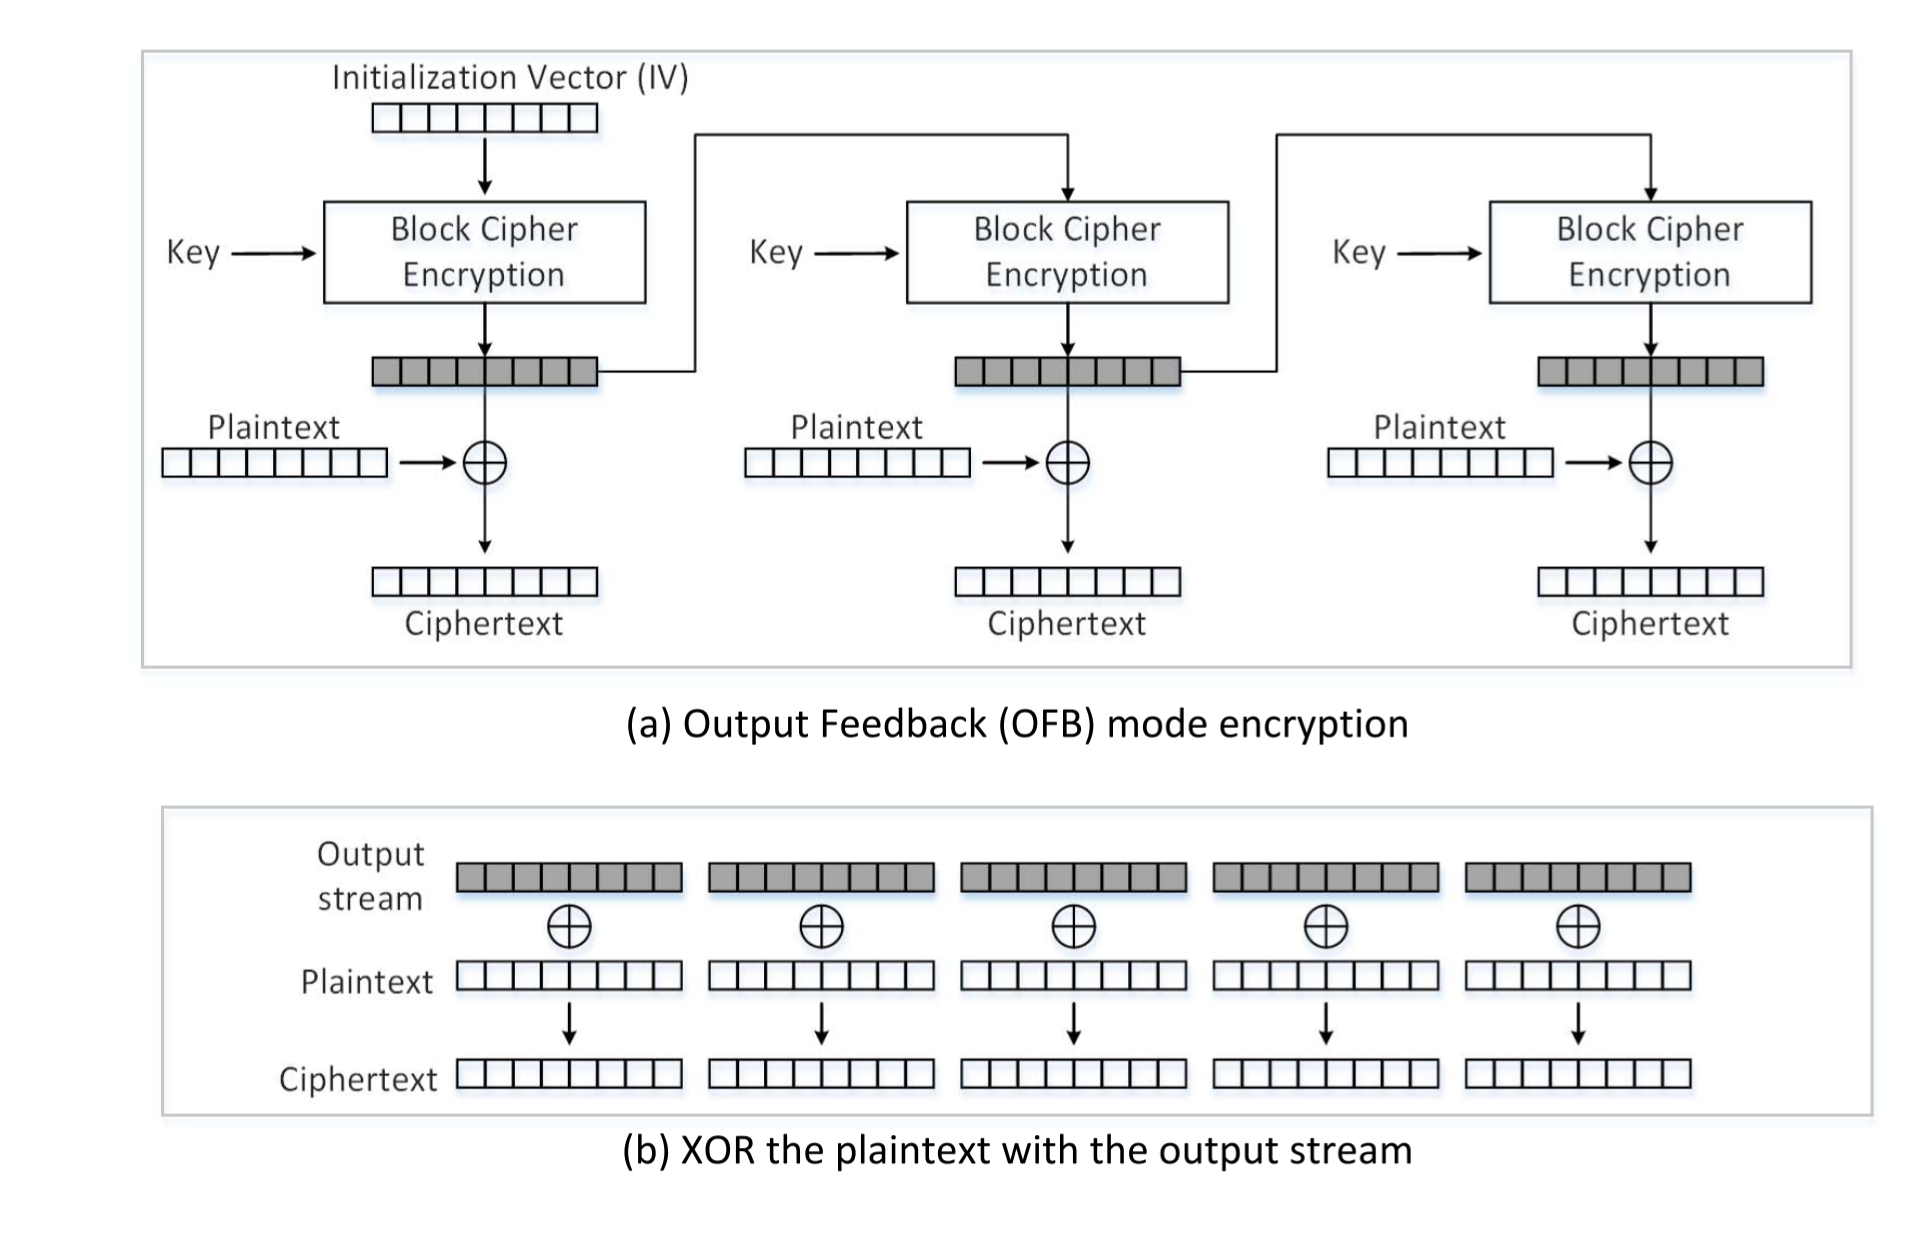 Initialization Vector (IV)
Key
Block Cipher
Encryption
Key
Block Cipher
Encryption
Key
Block Cipher
Encryption
Plaintext
Plaintext
Plaintext
Ciphertext
Ciphertext
Ciphertext
(a) Output Feedback (OFB) mode encryption
Output
stream
Plaintext
Ciphertext
(b) XOR the plaintext with the output stream